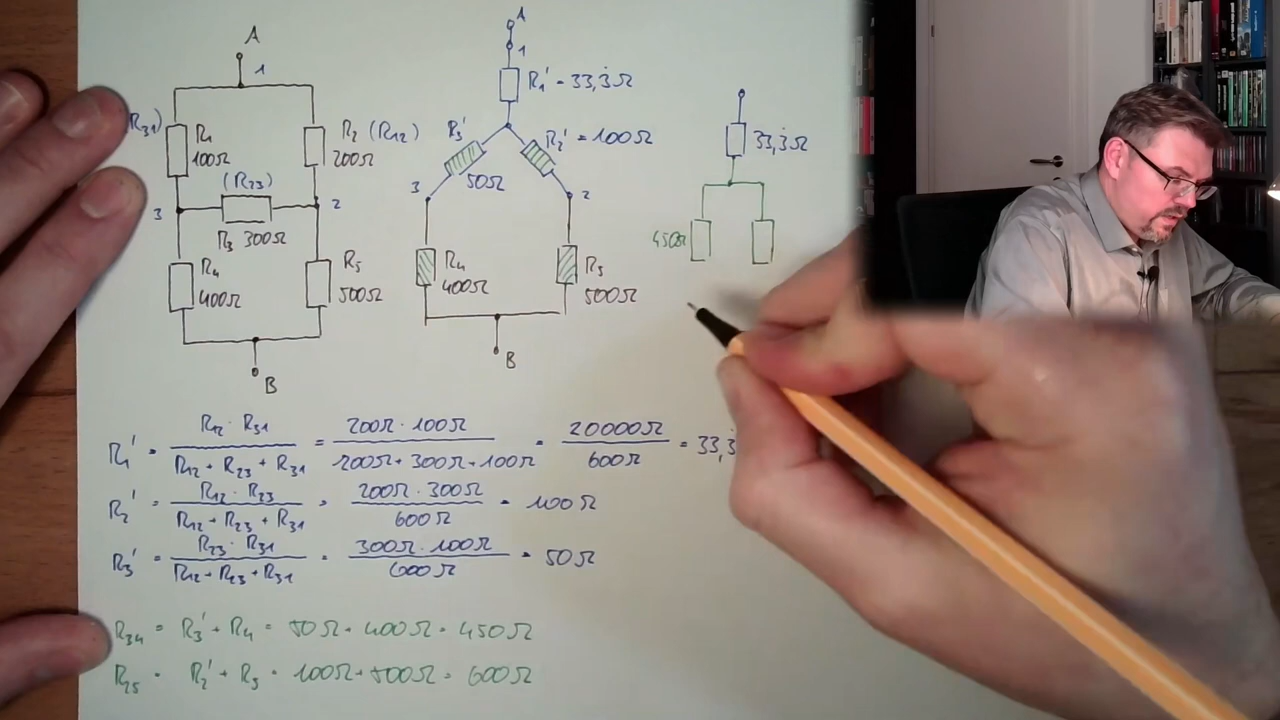 A
1
R31)
R1
100Ω
R2 (R12)
200Ω
(R23)
3
2
R3 300Ω
R4
400Ω
R5
500Ω
B
A
1
R1' = 33,3Ω
R3'
50Ω
R2' = 100Ω
3
2
R4
400Ω
R5
500Ω
B
33,3Ω
450Ω
R1' = R12 · R31 / R12 + R23 + R31 = 200Ω · 100Ω / 200Ω + 300Ω + 100Ω = 20000Ω / 600Ω = 33,3
R2' = R12 · R23 / R12 + R23 + R31 = 200Ω · 300Ω / 600Ω = 100Ω
R3' = R23 · R31 / R12 + R23 + R31 = 300Ω · 100Ω / 600Ω = 50Ω
R34 = R3' + R4 = 50Ω + 400Ω = 450Ω
R25 = R2' + R5 = 100Ω + 500Ω = 600Ω